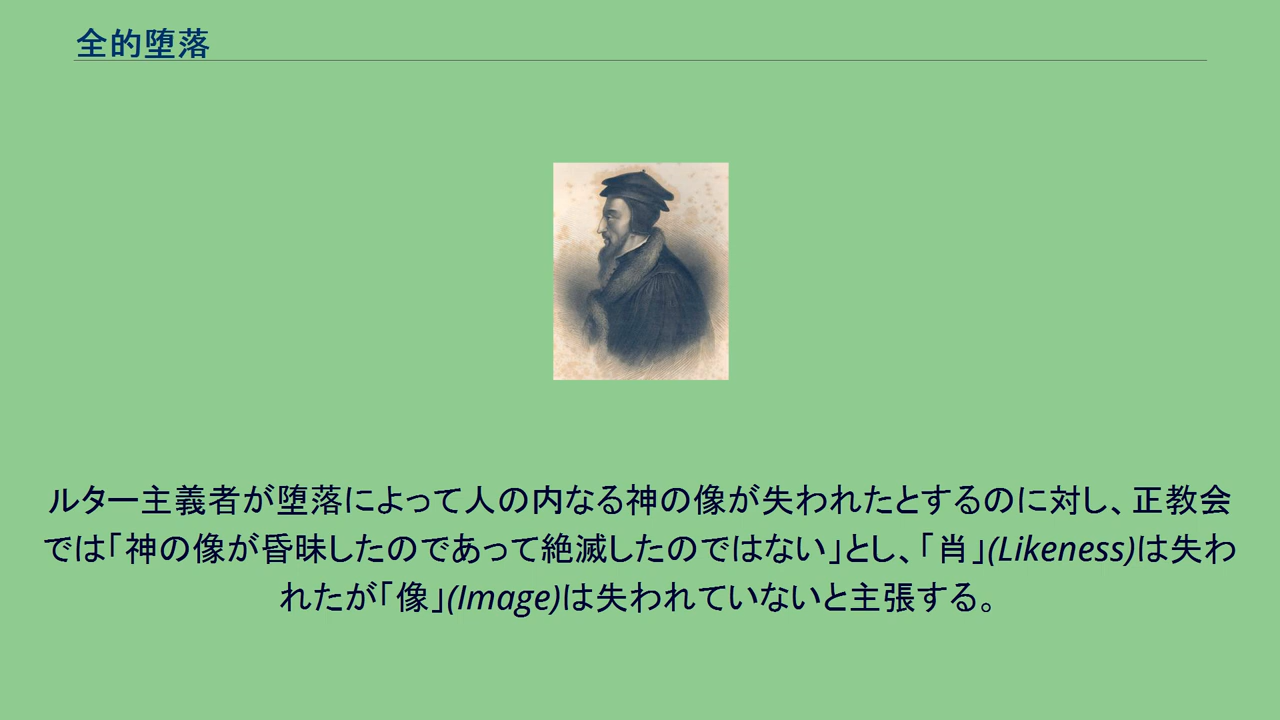 全的堕落
ルター主義者が堕落によって人の内なる神の像が失われたとするのに対し、正教会
では「神の像が昏昧したのであって絶滅したのではない」とし、「肖」(Likeness)は失わ
れたが「像」(Image)は失われていないと主張する。